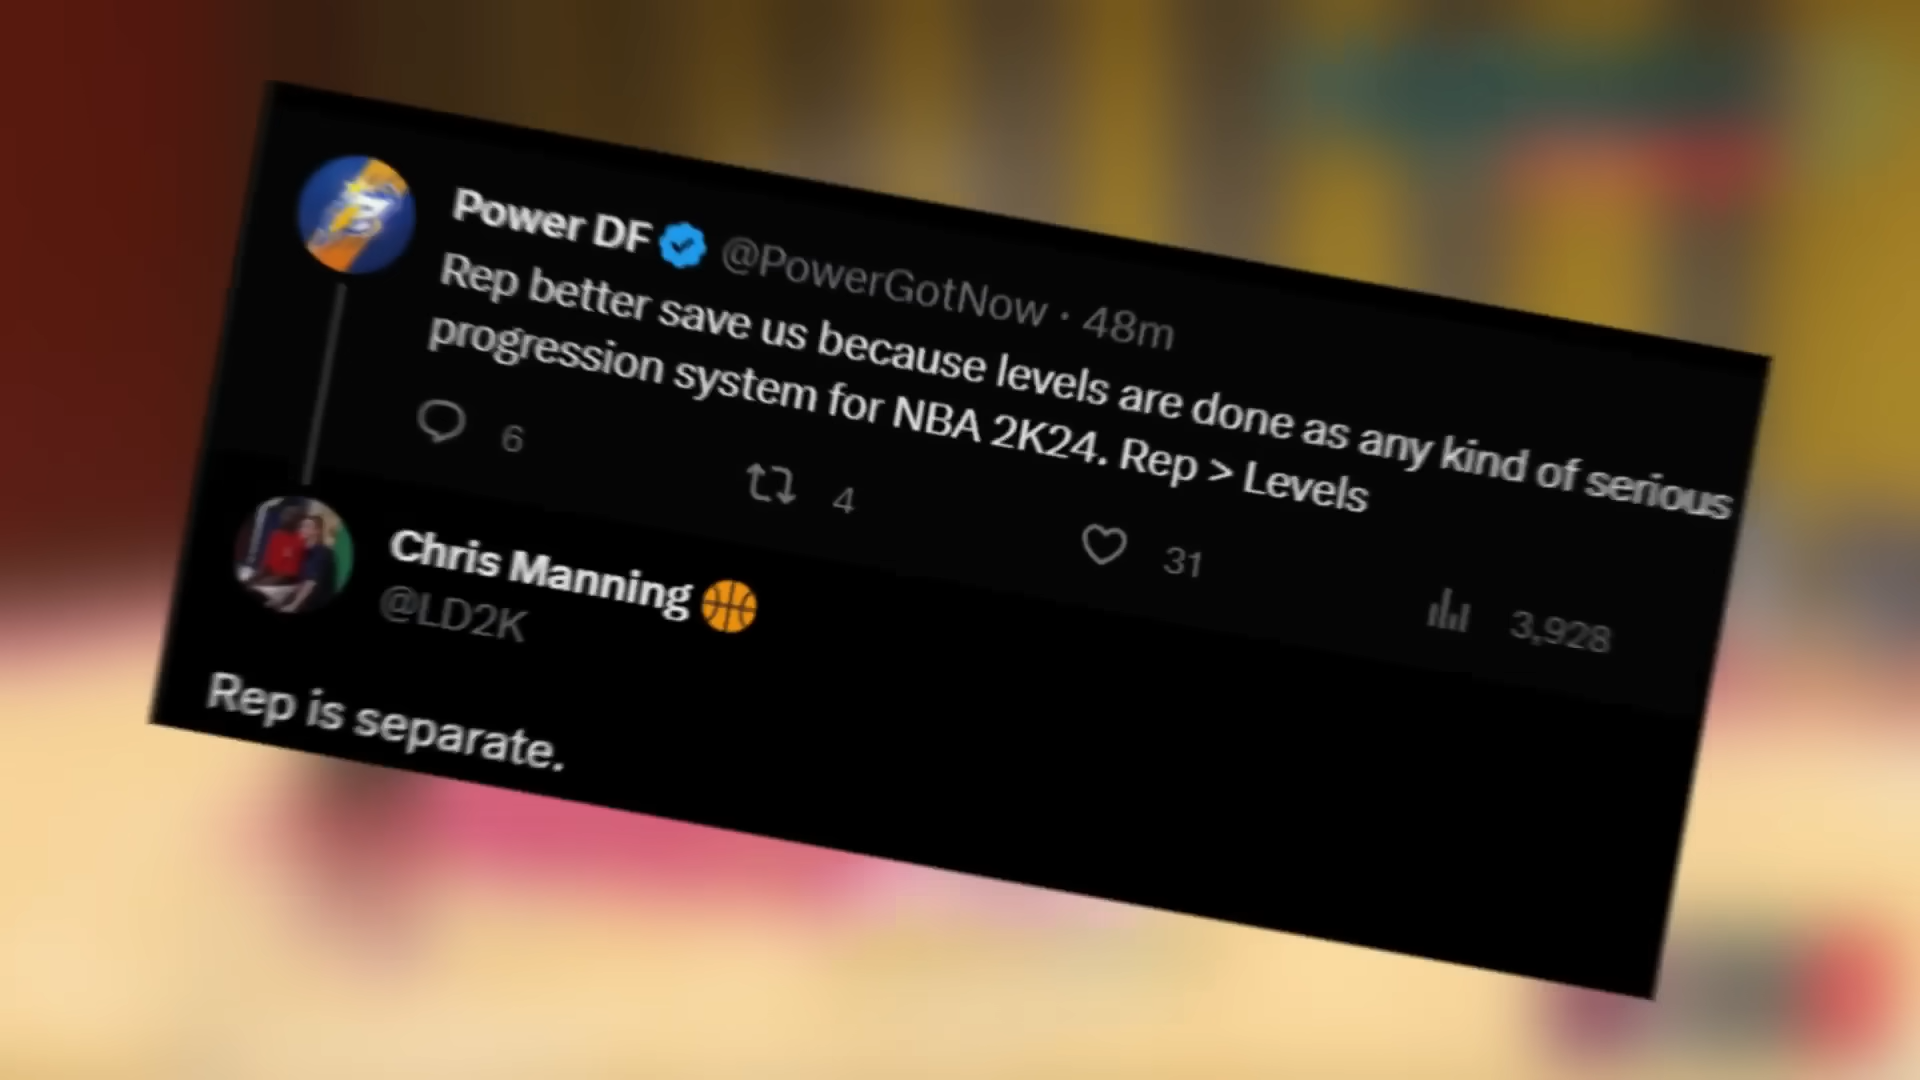 Power DF @PowerGotNow · 48m
Rep better save us because levels are done as any kind of serious
progression system for NBA 2K24. Rep > Levels
6 4 31 3,928
Chris Manning 🏀
@LD2K
Rep is separate.